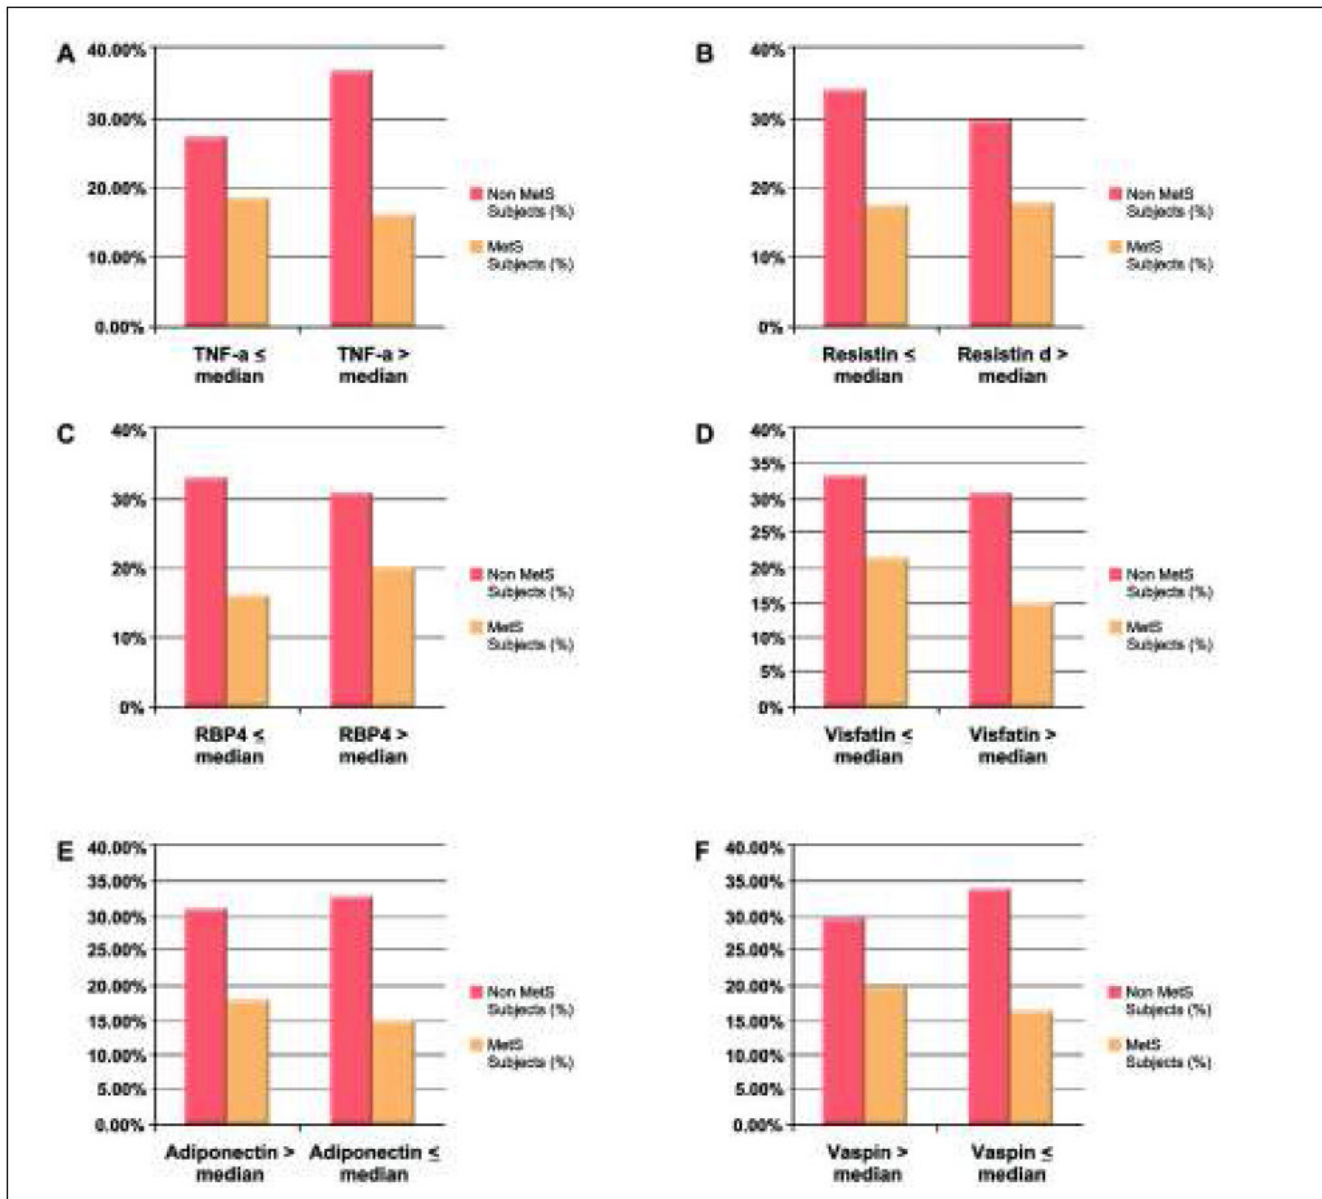 A
40.00%
30.00%
20.00%
10.00%
0.00%
TNF-a ≤
median
TNF-a >
median
Non MetS
Subjects (%)
MetS
Subjects (%)
B
40%
30%
20%
10%
0%
Resistin ≤
median
Resistin d >
median
Non MetS
Subjects (%)
MetS
Subjects (%)
C
40%
30%
20%
10%
0%
RBP4 ≤
median
RBP4 >
median
Non MetS
Subjects (%)
MetS
Subjects (%)
D
40%
35%
30%
25%
20%
15%
10%
5%
0%
Visfatin ≤
median
Visfatin >
median
Non MetS
Subjects (%)
MetS
Subjects (%)
E
40.00%
35.00%
30.00%
25.00%
20.00%
15.00%
10.00%
5.00%
0.00%
Adiponectin >
median
Adiponectin ≤
median
Non MetS
Subjects (%)
MetS
Subjects (%)
F
40.00%
35.00%
30.00%
25.00%
20.00%
15.00%
10.00%
5.00%
0.00%
Vaspin >
median
Vaspin ≤
median
Non MetS
Subjects (%)
MetS
Subjects (%)